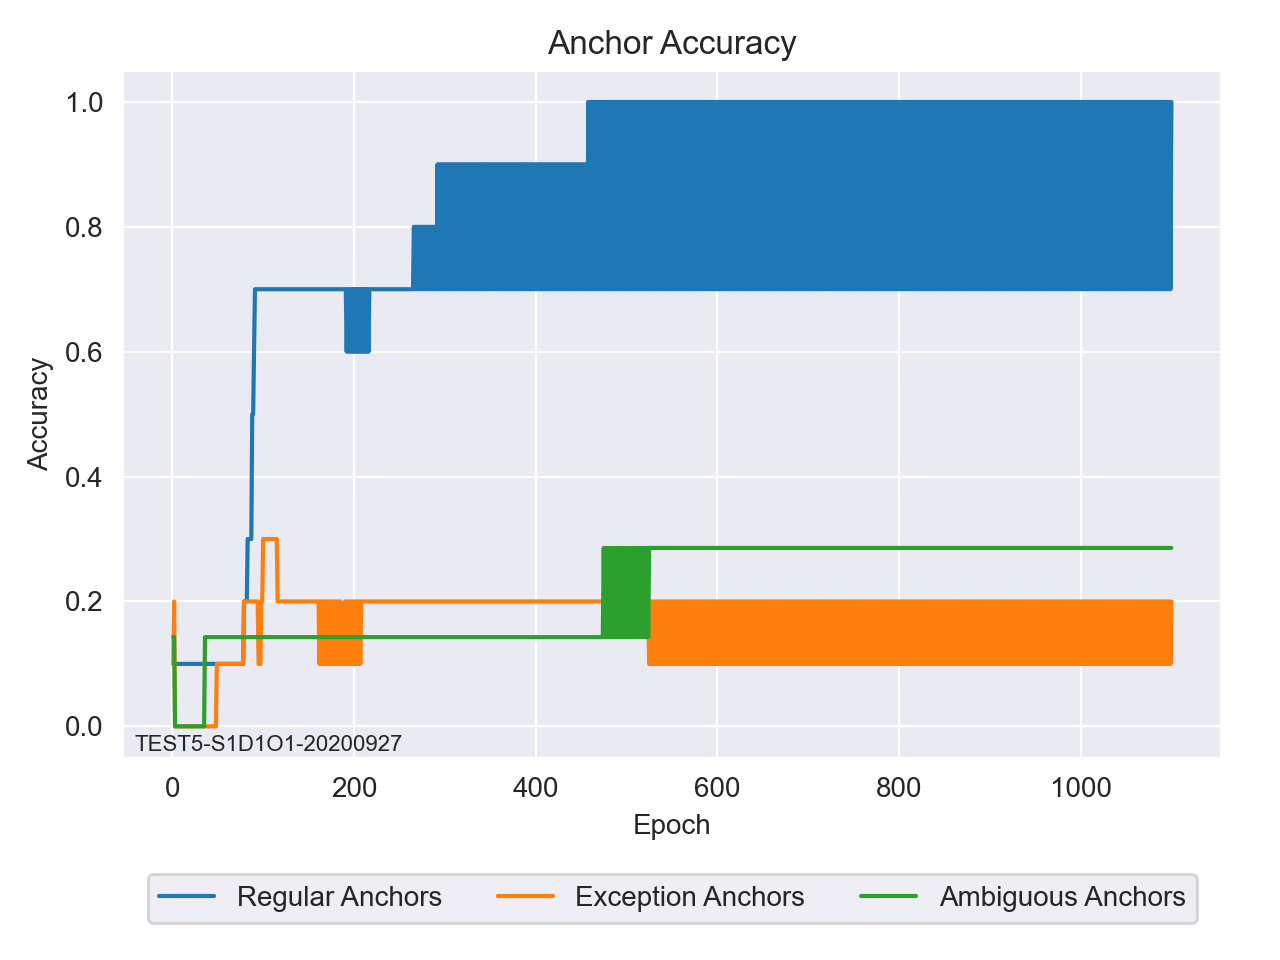 Anchor Accuracy
1.0
0.8
0.6
0.4
0.2
0.0
Accuracy
TEST5-S1D1O1-20200927
0 200 400 600 800 1000
Epoch
Regular Anchors Exception Anchors Ambiguous Anchors